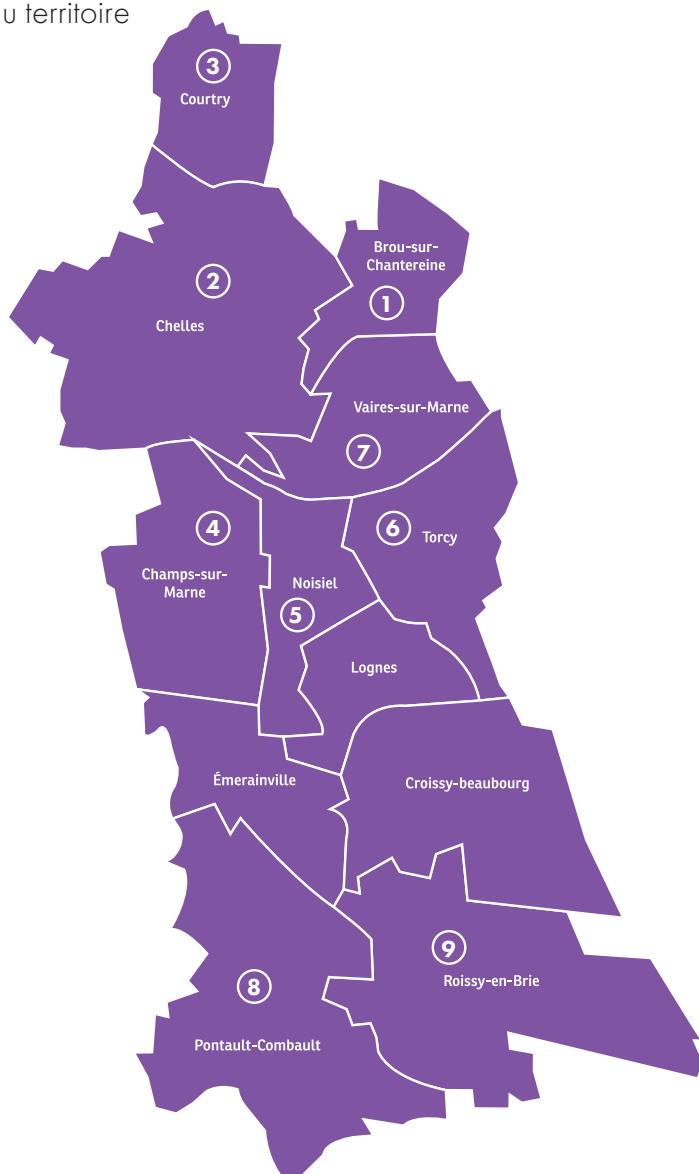 u territoire
3
Courtry
Brou-sur-
Chantereine
1
2
Chelles
Vaires-sur-Marne
7
4
Champs-sur-
Marne
6
Torcy
Noisiel
5
Lognes
Émerainville
Croissy-beaubourg
9
Roissy-en-Brie
8
Pontault-Combault